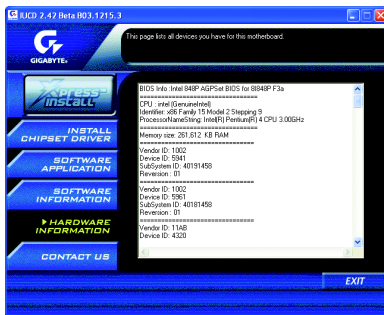 IUCD 2.42 Beta B03.1215.3
GIGABYTE™
This page lists all devices you have for this motherboard.
Xpress
Install
INSTALL
CHIPSET DRIVER
SOFTWARE
APPLICATION
SOFTWARE
INFORMATION
HARDWARE
INFORMATION
CONTACT US
BIOS Info :Intel 848P AGPSet BIOS for 8I848P F3a
==============================
CPU : intel (GenuineIntel)
Identifier: x86 Family 15 Model 2 Stepping 9
ProcessorNameString: Intel(R) Pentium(R) 4 CPU 3.00GHz
==============================
Memory size: 261,612 KB RAM
==============================
Vendor ID: 1002
Device ID: 5941
SubSystem ID: 40191458
Reversion : 01
==============================
Vendor ID: 1002
Device ID: 5961
SubSystem ID: 40181458
Reversion : 01
==============================
Vendor ID: 11AB
Device ID: 4320
EXIT